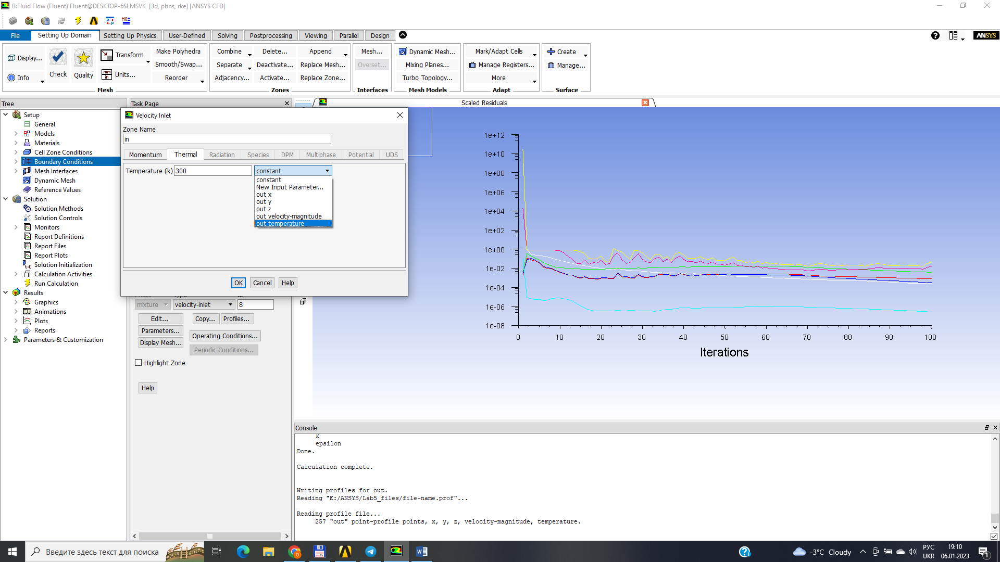 B:Fluid Flow (Fluent) Fluent@DESKTOP-6SLMSVK [3d, pbns, rke] [ANSYS CFD]
File
Setting Up Domain
Setting Up Physics
User-Defined
Solving
Postprocessing
Viewing
Parallel
Design
ANSYS
Display...
Info
Check
Quality
Transform
Units...
Make Polyhedra
Smooth/Swap...
Reorder
Mesh
Combine
Separate
Adjacency...
Delete...
Deactivate...
Activate...
Append
Replace Mesh...
Replace Zone...
Zones
Mesh...
Overset...
Interfaces
Dynamic Mesh...
Mixing Planes...
Turbo Topology...
Mesh Models
Mark/Adapt Cells
Manage Registers...
More
Adapt
Create
Manage...
Surface
Tree
Setup
General
Models
Materials
Cell Zone Conditions
Boundary Conditions
Mesh Interfaces
Dynamic Mesh
Reference Values
Solution
Solution Methods
Solution Controls
Monitors
Report Definitions
Report Files
Report Plots
Solution Initialization
Calculation Activities
Run Calculation
Results
Graphics
Animations
Plots
Reports
Parameters & Customization
Task Page
Velocity Inlet
Zone Name
in
Momentum
Thermal
Radiation
Species
DPM
Multiphase
Potential
UDS
Temperature (k) 300
constant
constant
New Input Parameter...
out x
out y
out z
out velocity-magnitude
out temperature
OK
Cancel
Help
mixture
velocity-inlet
8
Edit...
Copy...
Profiles...
Parameters...
Operating Conditions...
Display Mesh...
Periodic Conditions...
Highlight Zone
Help
Scaled Residuals
1e+12
1e+10
1e+08
1e+06
1e+04
1e+02
1e+00
1e-02
1e-04
1e-06
1e-08
0 10 20 30 40 50 60 70 80 90 100
Iterations
Console
k
epsilon
Done.
Calculation complete.
Writing profiles for out.
Reading "E:/ANSYS/Lab5_files/file-name.prof"...
Reading profile file...
257 "out" point-profile points, x, y, z, velocity-magnitude, temperature.
Введите здесь текст для поиска
-3°C Cloudy
РУС
UKR
19:10
06.01.2023
1